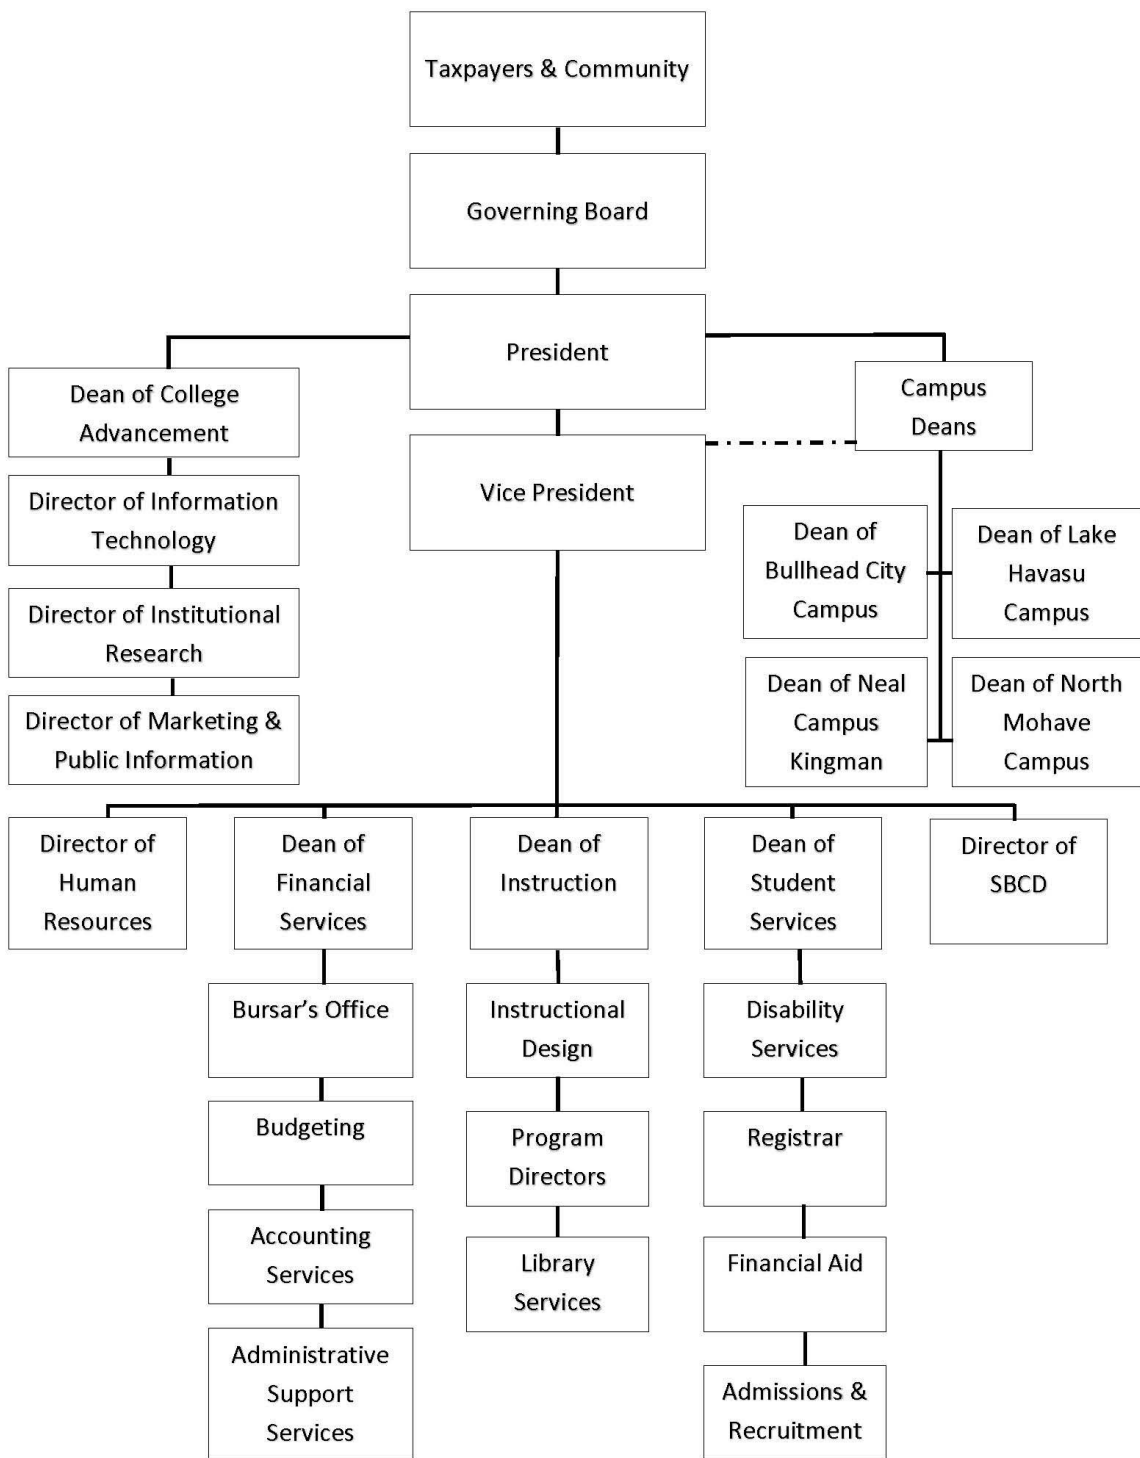 Taxpayers & Community
Governing Board
President
Dean of College
Advancement
Campus
Deans
Vice President
Director of Information
Technology
Dean of
Bullhead City
Campus
Dean of Lake
Havasu
Campus
Director of Institutional
Research
Dean of Neal
Campus
Kingman
Dean of North
Mohave
Campus
Director of Marketing &
Public Information
Director of
Human
Resources
Dean of
Financial
Services
Dean of
Instruction
Dean of
Student
Services
Director of
SBCD
Bursar’s Office
Instructional
Design
Disability
Services
Budgeting
Program
Directors
Registrar
Accounting
Services
Library
Services
Financial Aid
Administrative
Support
Services
Admissions &
Recruitment